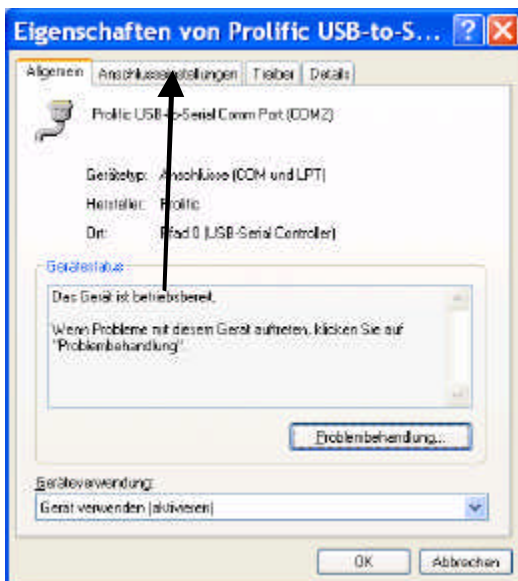 Eigenschaften von Prolific USB-to-S...
Allgemein Anschlusseinstellungen Treiber Details
Prolific USB-to-Serial Comm Port (COM2)
Gerätetyp: Anschlüsse (COM und LPT)
Hersteller: Prolific
Ort: Pfad 0 (USB-Serial Controller)
Gerätestatus
Das Gerät ist betriebsbereit.
Wenn Probleme mit diesem Gerät auftreten, klicken Sie auf
"Problembehandlung".
Problembehandlung...
Geräteverwendung:
Gerät verwenden (aktivieren)
OK Abbrechen